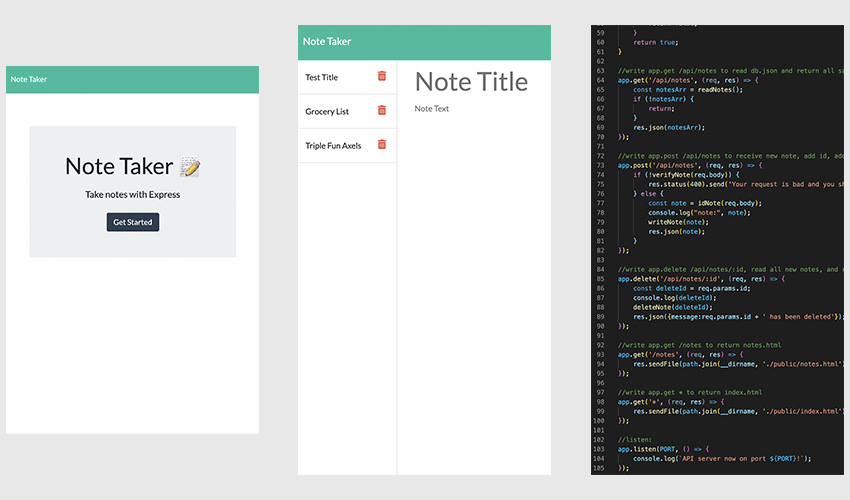 Note Taker
Note Taker 📝
Take notes with Express
Get Started
Note Taker
Test Title
Grocery List
Triple Fun Axels
Note Title
Note Text
59 }
60 return true;
61 }
62
63 //write app.get /api/notes to read db.json and return all
64 app.get('/api/notes', (req, res) => {
65 const notesArr = readNotes();
66 if (!notesArr) {
67 return;
68 }
69 res.json(notesArr);
70 });
71
72 //write app.post /api/notes to receive new note, add id,
73 app.post('/api/notes', (req, res) => {
74 if (!verifyNote(req.body)) {
75 res.status(400).send('Your request is bad and you
76 } else {
77 const note = idNote(req.body);
78 console.log("note:", note);
79 writeNote(note);
80 res.json(note);
81 }
82 });
83
84 //write app.delete /api/notes/:id, read all new notes, and
85 app.delete('/api/notes/:id', (req, res) => {
86 const deleteId = req.params.id;
87 console.log(deleteId);
88 deleteNote(deleteId);
89 res.json({message:req.params.id + ' has been deleted'});
90 });
91
92 //write app.get /notes to return notes.html
93 app.get('/notes', (req, res) => {
94 res.sendFile(path.join(__dirname, './public/notes.html')
95 });
96
97 //write app.get * to return index.html
98 app.get('*', (req, res) => {
99 res.sendFile(path.join(__dirname, './public/index.html')
100 });
101
102 //listen:
103 app.listen(PORT, () => {
104 console.log(`API server now on port ${PORT}!`);
105 });